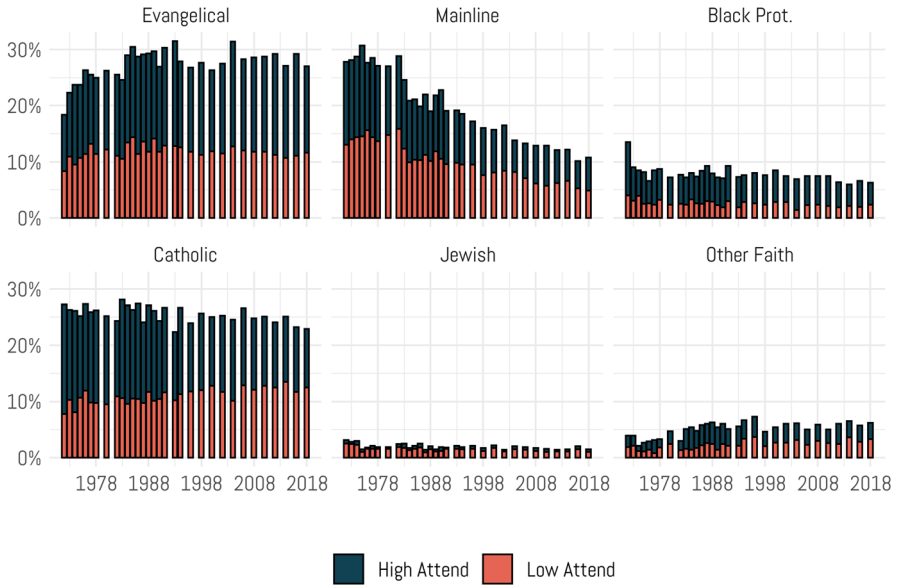 Evangelical Mainline Black Prot.
30%
20%
10%
0%
Catholic Jewish Other Faith
30%
20%
10%
0%
1978 1988 1998 2008 2018 1978 1988 1998 2008 2018 1978 1988 1998 2008 2018
High Attend Low Attend